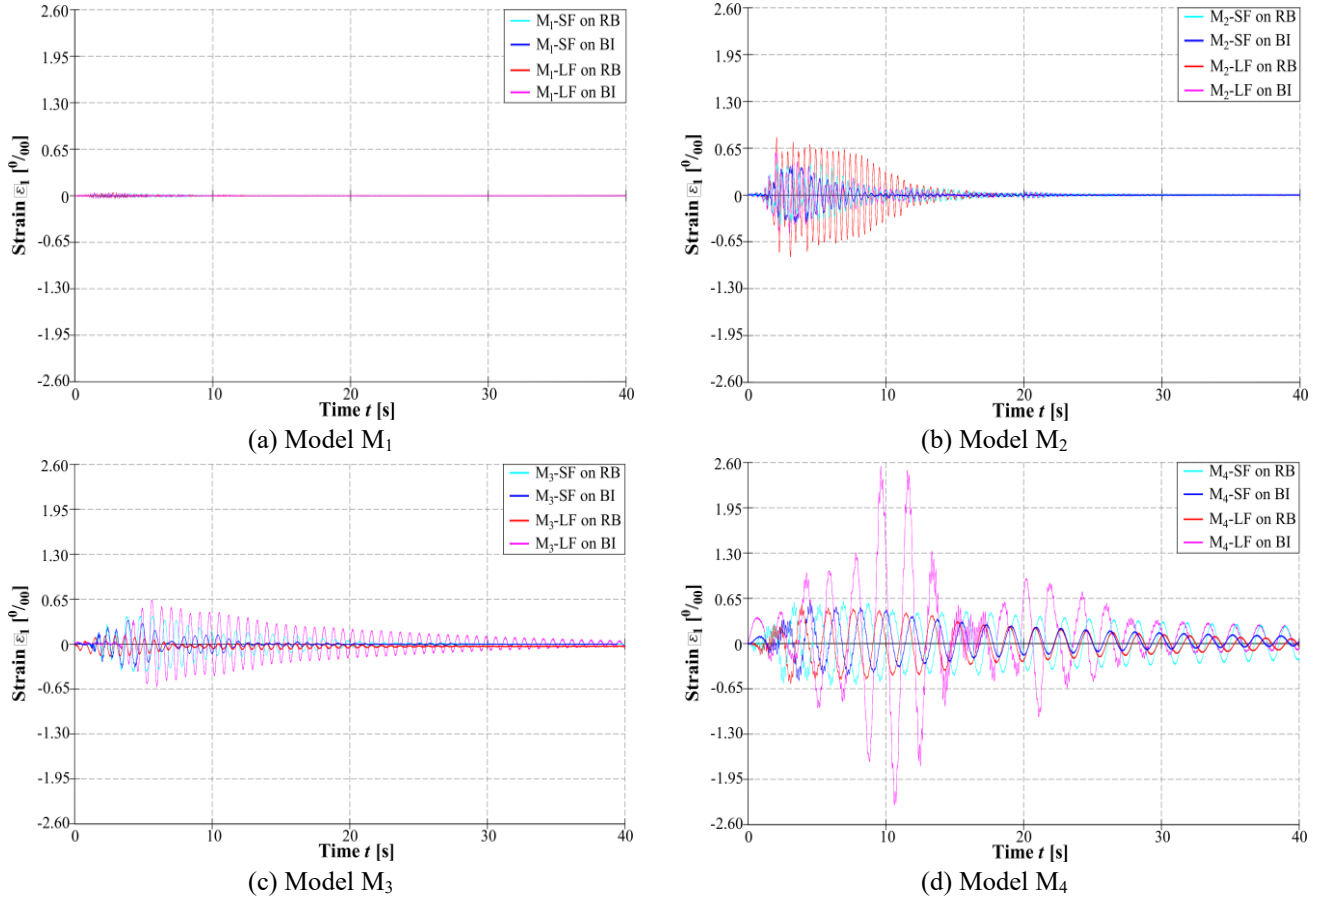 2.60
1.95
1.30
0.65
0
-0.65
-1.30
-1.95
-2.60
Strain ε₁ [⁰/₀₀]
M₁-SF on RB
M₁-SF on BI
M₁-LF on RB
M₁-LF on BI
0 10 20 30 40
Time t [s]
(a) Model M₁
2.60
1.95
1.30
0.65
0
-0.65
-1.30
-1.95
-2.60
Strain ε₁ [⁰/₀₀]
M₂-SF on RB
M₂-SF on BI
M₂-LF on RB
M₂-LF on BI
0 10 20 30 40
Time t [s]
(b) Model M₂
2.60
1.95
1.30
0.65
0
-0.65
-1.30
-1.95
-2.60
Strain ε₁ [⁰/₀₀]
M₃-SF on RB
M₃-SF on BI
M₃-LF on RB
M₃-LF on BI
0 10 20 30 40
Time t [s]
(c) Model M₃
2.60
1.95
1.30
0.65
0
-0.65
-1.30
-1.95
-2.60
Strain ε₁ [⁰/₀₀]
M₄-SF on RB
M₄-SF on BI
M₄-LF on RB
M₄-LF on BI
0 10 20 30 40
Time t [s]
(d) Model M₄